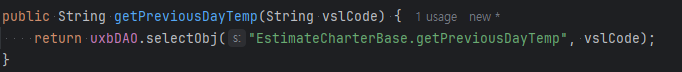 public String getPreviousDayTemp(String vslCode) { 1 usage new *
return uxbDAO.selectObj( s: "EstimateCharterBase.getPreviousDayTemp", vslCode);
}